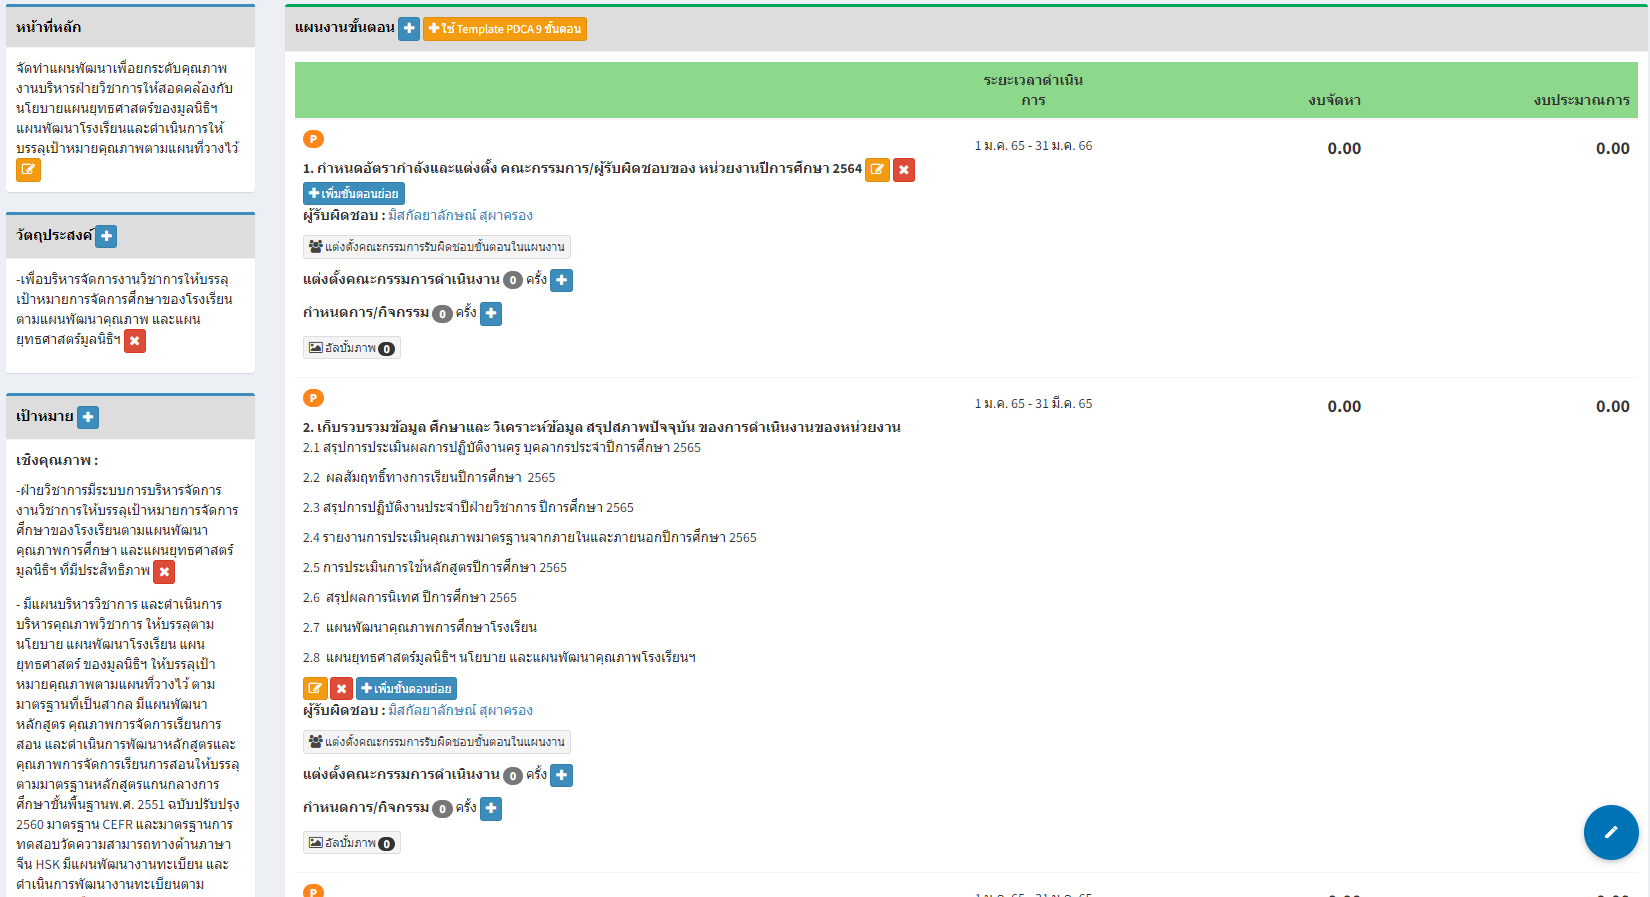 หน้าที่หลัก
จัดทำแผนพัฒนาเพื่อยกระดับคุณภาพ
งานบริหารฝ่ายวิชาการให้สอดคล้องกับ
นโยบายแผนยุทธศาสตร์ของมูลนิธิฯ
แผนพัฒนาโรงเรียนและดำเนินการให้
บรรลุเป้าหมายคุณภาพตามแผนที่วางไว้
วัตถุประสงค์
-เพื่อบริหารจัดการงานวิชาการให้บรรลุ
เป้าหมายการจัดการศึกษาของโรงเรียน
ตามแผนพัฒนาคุณภาพ และแผน
ยุทธศาสตร์มูลนิธิฯ
เป้าหมาย
เชิงคุณภาพ :
-ฝ่ายวิชาการมีระบบการบริหารจัดการ
งานวิชาการให้บรรลุเป้าหมายการจัดการ
ศึกษาของโรงเรียนตามแผนพัฒนา
คุณภาพการศึกษา และแผนยุทธศาสตร์
มูลนิธิฯ ที่มีประสิทธิภาพ
- มีแผนบริหารวิชาการ และดำเนินการ
บริหารคุณภาพวิชาการ ให้บรรลุตาม
นโยบาย แผนพัฒนาโรงเรียน แผน
ยุทธศาสตร์ ของมูลนิธิฯ ให้บรรลุเป้า
หมายคุณภาพตามแผนที่วางไว้ ตาม
มาตรฐานที่เป็นสากล มีแผนพัฒนา
หลักสูตร คุณภาพการจัดการเรียนการ
สอน และดำเนินการพัฒนาหลักสูตรและ
คุณภาพการจัดการเรียนการสอนให้บรรลุ
ตามมาตรฐานหลักสูตรแกนกลางการ
ศึกษาขั้นพื้นฐานพ.ศ. 2551 ฉบับปรับปรุง
2560 มาตรฐาน CEFR และมาตรฐานการ
ทดสอบวัดความสามารถทางด้านภาษา
จีน HSK มีแผนพัฒนางานทะเบียน และ
ดำเนินการพัฒนางานทะเบียนตาม
แผนงานขั้นตอน ใช้ Template PDCA 9 ขั้นตอน
ระยะเวลาดำเนิน
การ งบจัดหา งบประมาณการ
P
1 ม.ค. 65 - 31 ม.ค. 66 0.00 0.00
1. กำหนดอัตรากำลังและแต่งตั้ง คณะกรรมการ/ผู้รับผิดชอบของ หน่วยงานปีการศึกษา 2564
เพิ่มขั้นตอนย่อย
ผู้รับผิดชอบ : มิสกัลยาลักษณ์ สุผาครอง
แต่งตั้งคณะกรรมการรับผิดชอบขั้นตอนในแผนงาน
แต่งตั้งคณะกรรมการดำเนินงาน 0 ครั้ง
กำหนดการ/กิจกรรม 0 ครั้ง
อัลบั้มภาพ 0
P
1 ม.ค. 65 - 31 มี.ค. 65 0.00 0.00
2. เก็บรวบรวมข้อมูล ศึกษาและ วิเคราะห์ข้อมูล สรุปสภาพปัจจุบัน ของการดำเนินงานของหน่วยงาน
2.1 สรุปการประเมินผลการปฏิบัติงานครู บุคลากรประจำปีการศึกษา 2565
2.2 ผลสัมฤทธิ์ทางการเรียนปีการศึกษา 2565
2.3 สรุปการปฏิบัติงานประจำปีฝ่ายวิชาการ ปีการศึกษา 2565
2.4 รายงานการประเมินคุณภาพมาตรฐานจากภายในและภายนอกปีการศึกษา 2565
2.5 การประเมินการใช้หลักสูตรปีการศึกษา 2565
2.6 สรุปผลการนิเทศ ปีการศึกษา 2565
2.7 แผนพัฒนาคุณภาพการศึกษาโรงเรียน
2.8 แผนยุทธศาสตร์มูลนิธิฯ นโยบาย และแผนพัฒนาคุณภาพโรงเรียนฯ
เพิ่มขั้นตอนย่อย
ผู้รับผิดชอบ : มิสกัลยาลักษณ์ สุผาครอง
แต่งตั้งคณะกรรมการรับผิดชอบขั้นตอนในแผนงาน
แต่งตั้งคณะกรรมการดำเนินงาน 0 ครั้ง
กำหนดการ/กิจกรรม 0 ครั้ง
อัลบั้มภาพ 0
P